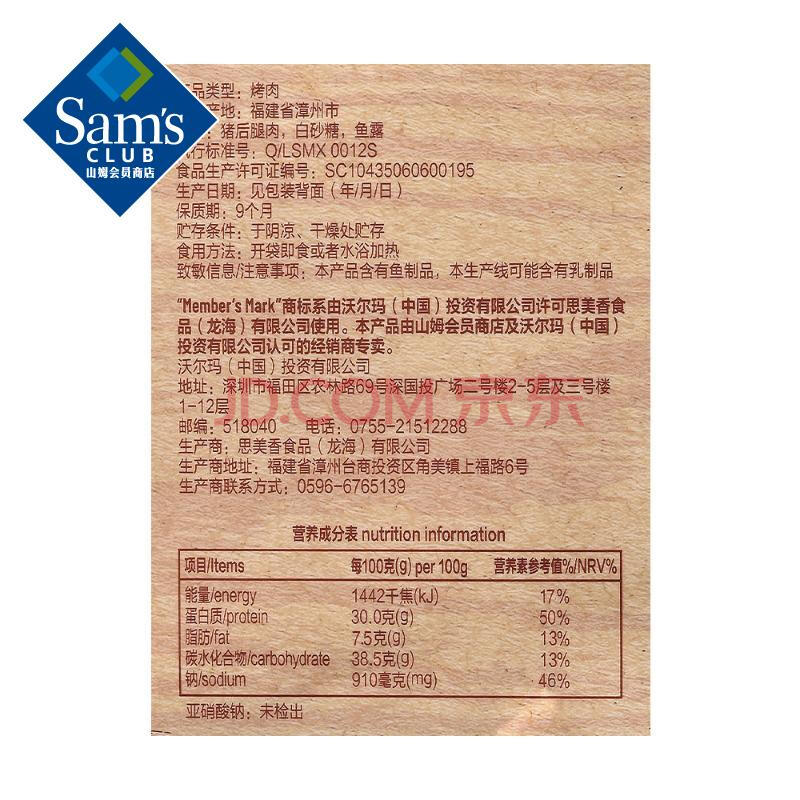 Sam's
CLUB
山姆会员商店
品类型：烤肉
产地：福建省漳州市
：猪后腿肉，白砂糖，鱼露
行标准号：Q/LSMX 0012S
食品生产许可证编号：SC10435060600195
生产日期：见包装背面（年/月/日）
保质期：9个月
贮存条件：于阴凉、干燥处贮存
食用方法：开袋即食或者水浴加热
致敏信息/注意事项：本产品含有鱼制品，本生产线可能含有乳制品
"Member's Mark"商标系由沃尔玛（中国）投资有限公司许可思美香食
品（龙海）有限公司使用。本产品由山姆会员商店及沃尔玛（中国）
投资有限公司认可的经销商专卖。
沃尔玛（中国）投资有限公司
地址：深圳市福田区农林路69号深国投广场二号楼2-5层及三号楼
1-12层
JD.COM 京东
邮编：518040 电话：0755-21512288
生产商：思美香食品（龙海）有限公司
生产商地址：福建省漳州台商投资区角美镇上福路6号
生产商联系方式：0596-6765139
营养成分表 nutrition information
项目/Items 每100克(g) per 100g 营养素参考值%/NRV%
能量/energy 1442千焦(kJ) 17%
蛋白质/protein 30.0克(g) 50%
脂肪/fat 7.5克(g) 13%
碳水化合物/carbohydrate 38.5克(g) 13%
钠/sodium 910毫克(mg) 46%
亚硝酸钠：未检出